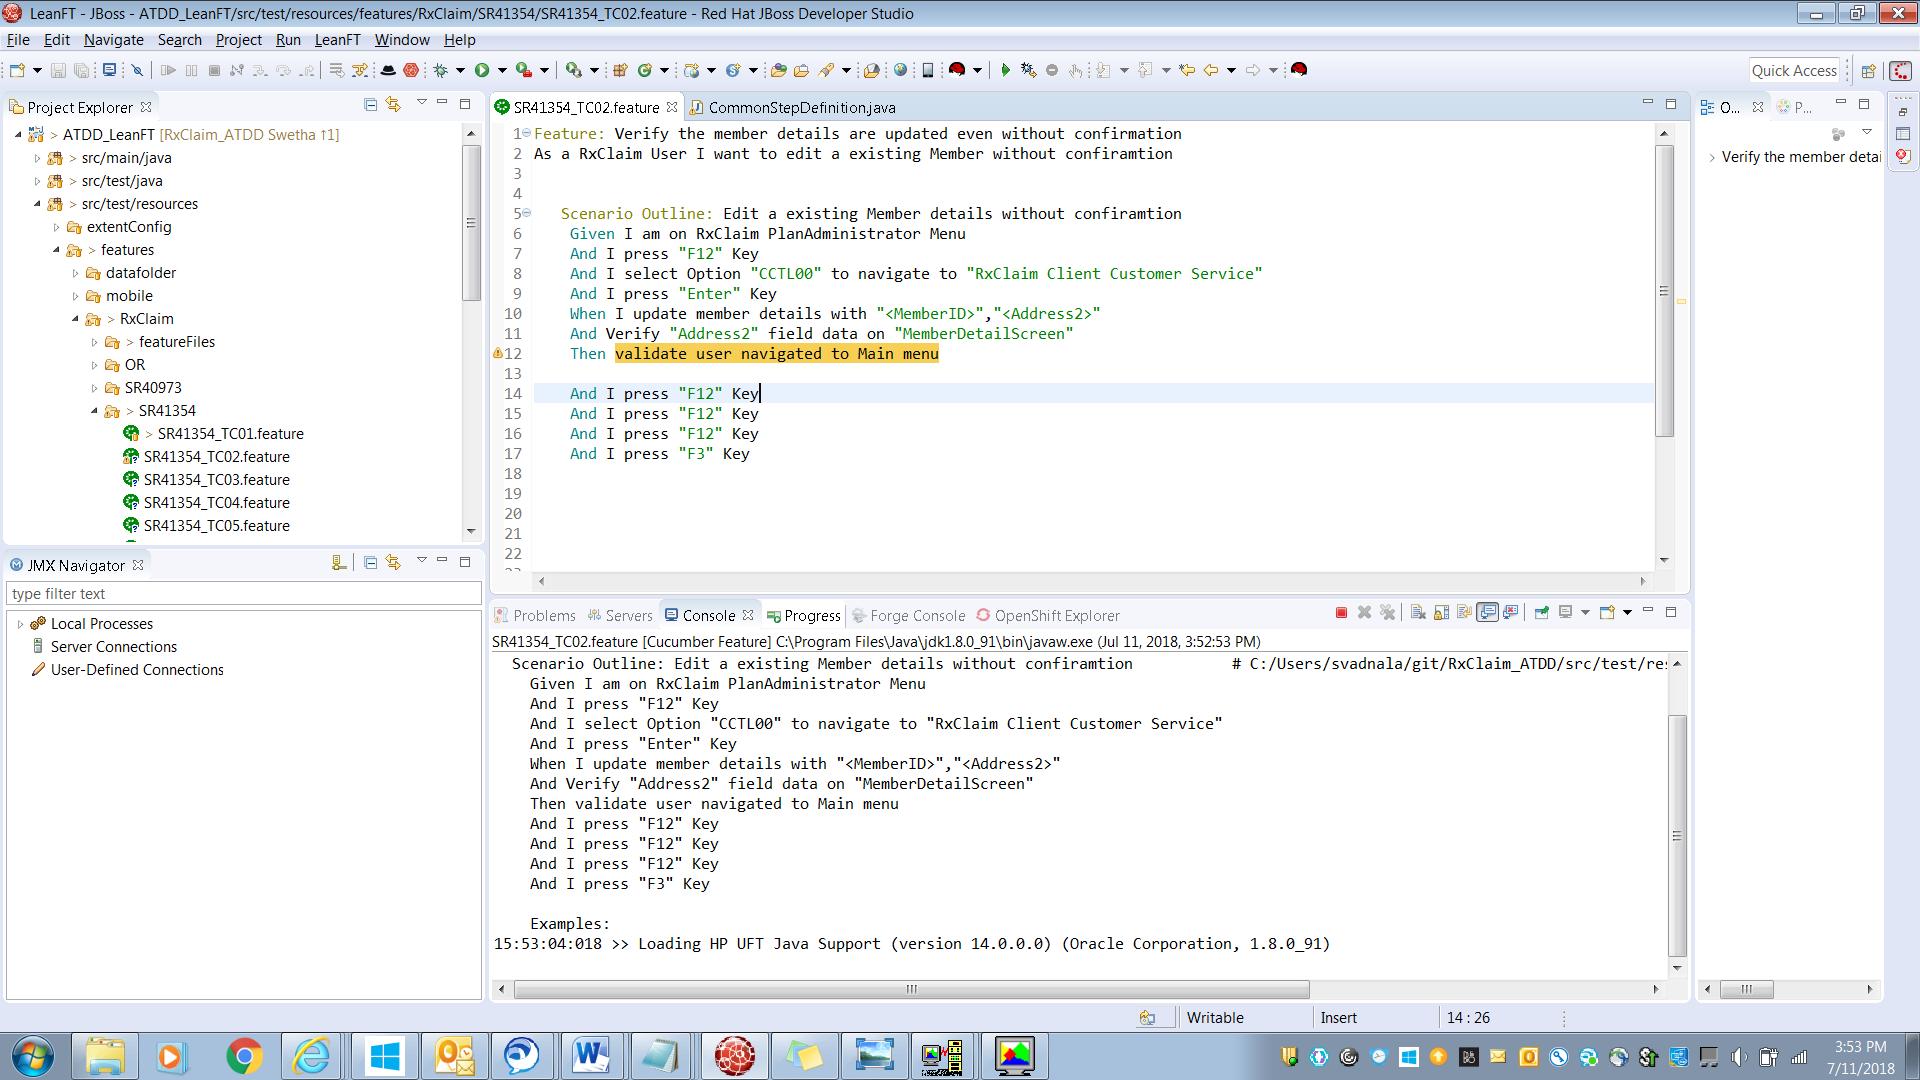 LeanFT - JBoss - ATDD_LeanFT/src/test/resources/features/RxClaim/SR41354/SR41354_TC02.feature - Red Hat JBoss Developer Studio
File Edit Navigate Search Project Run LeanFT Window Help
Quick Access
Project Explorer
ATDD_LeanFT [RxClaim_ATDD Swetha ↑1]
> src/main/java
> src/test/java
> src/test/resources
extentConfig
> features
datafolder
mobile
> RxClaim
> featureFiles
OR
SR40973
> SR41354
> SR41354_TC01.feature
SR41354_TC02.feature
SR41354_TC03.feature
SR41354_TC04.feature
SR41354_TC05.feature
JMX Navigator
type filter text
Local Processes
Server Connections
User-Defined Connections
SR41354_TC02.feature CommonStepDefinition.java
1 Feature: Verify the member details are updated even without confirmation
2 As a RxClaim User I want to edit a existing Member without confiramtion
3
4
5 Scenario Outline: Edit a existing Member details without confiramtion
6 Given I am on RxClaim PlanAdministrator Menu
7 And I press "F12" Key
8 And I select Option "CCTL00" to navigate to "RxClaim Client Customer Service"
9 And I press "Enter" Key
10 When I update member details with "<MemberID>","<Address2>"
11 And Verify "Address2" field data on "MemberDetailScreen"
12 Then validate user navigated to Main menu
13
14 And I press "F12" Key
15 And I press "F12" Key
16 And I press "F12" Key
17 And I press "F3" Key
18
19
20
21
22
Problems Servers Console Progress Forge Console OpenShift Explorer
SR41354_TC02.feature [Cucumber Feature] C:\Program Files\Java\jdk1.8.0_91\bin\javaw.exe (Jul 11, 2018, 3:52:53 PM)
Scenario Outline: Edit a existing Member details without confiramtion # C:/Users/svadnala/git/RxClaim_ATDD/src/test/re
Given I am on RxClaim PlanAdministrator Menu
And I press "F12" Key
And I select Option "CCTL00" to navigate to "RxClaim Client Customer Service"
And I press "Enter" Key
When I update member details with "<MemberID>","<Address2>"
And Verify "Address2" field data on "MemberDetailScreen"
Then validate user navigated to Main menu
And I press "F12" Key
And I press "F12" Key
And I press "F12" Key
And I press "F3" Key
Examples:
15:53:04:018 >> Loading HP UFT Java Support (version 14.0.0.0) (Oracle Corporation, 1.8.0_91)
O... P...
Verify the member detai
Writable Insert 14 : 26
3:53 PM
7/11/2018